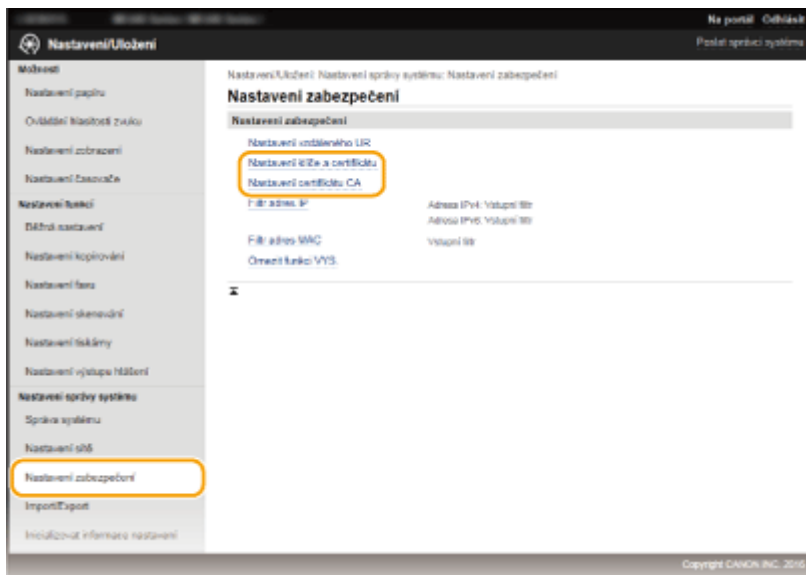 Na portál Odhlásit
Nastavení/Uložení
Poslat správci systému
Možnosti
Nastavení papíru
Ovládání hlasitosti zvuku
Nastavení zobrazení
Nastavení časovače
Nastavení funkcí
Běžná nastavení
Nastavení kopírování
Nastavení faxu
Nastavení skenování
Nastavení tiskárny
Nastavení výstupu hlášení
Nastavení správy systému
Správa systému
Nastavení sítě
Nastavení zabezpečení
Import/Export
Inicializovat informace nastavení
Nastavení/Uložení: Nastavení správy systému: Nastavení zabezpečení
Nastavení zabezpečení
Nastavení zabezpečení
Nastavení vzdáleného UR
Nastavení klíče a certifikátu
Nastavení certifikátu CA
Filtr adres IP
Adresa IPv4: Vstupní filtr
Adresa IPv6: Vstupní filtr
Filtr adres MAC
Vstupní filtr
Omezit funkci VYS.
Copyright CANON INC. 2016